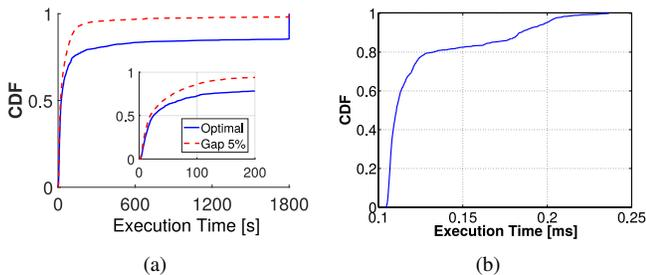 1
0.5
0
0 600 1200 1800
CDF
Execution Time [s]
1
0.5
0
0 100 200
Optimal
Gap 5%
(a)
1
0.8
0.6
0.4
0.2
0
0.1 0.15 0.2 0.25
CDF
Execution Time [ms]
(b)